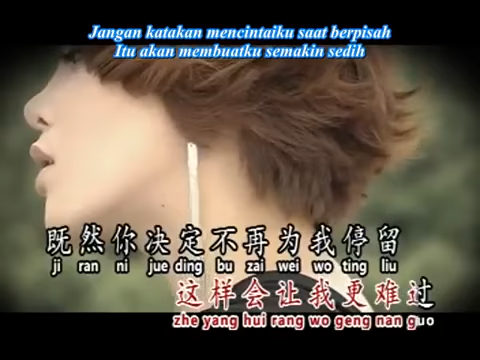 Jangan katakan mencintaiku saat berpisah
Itu akan membuatku semakin sedih
既然你决定不再为我停留
ji ran ni jue ding bu zai wei wo ting liu
这样会让我更难过
zhe yang hui rang wo geng nan guo